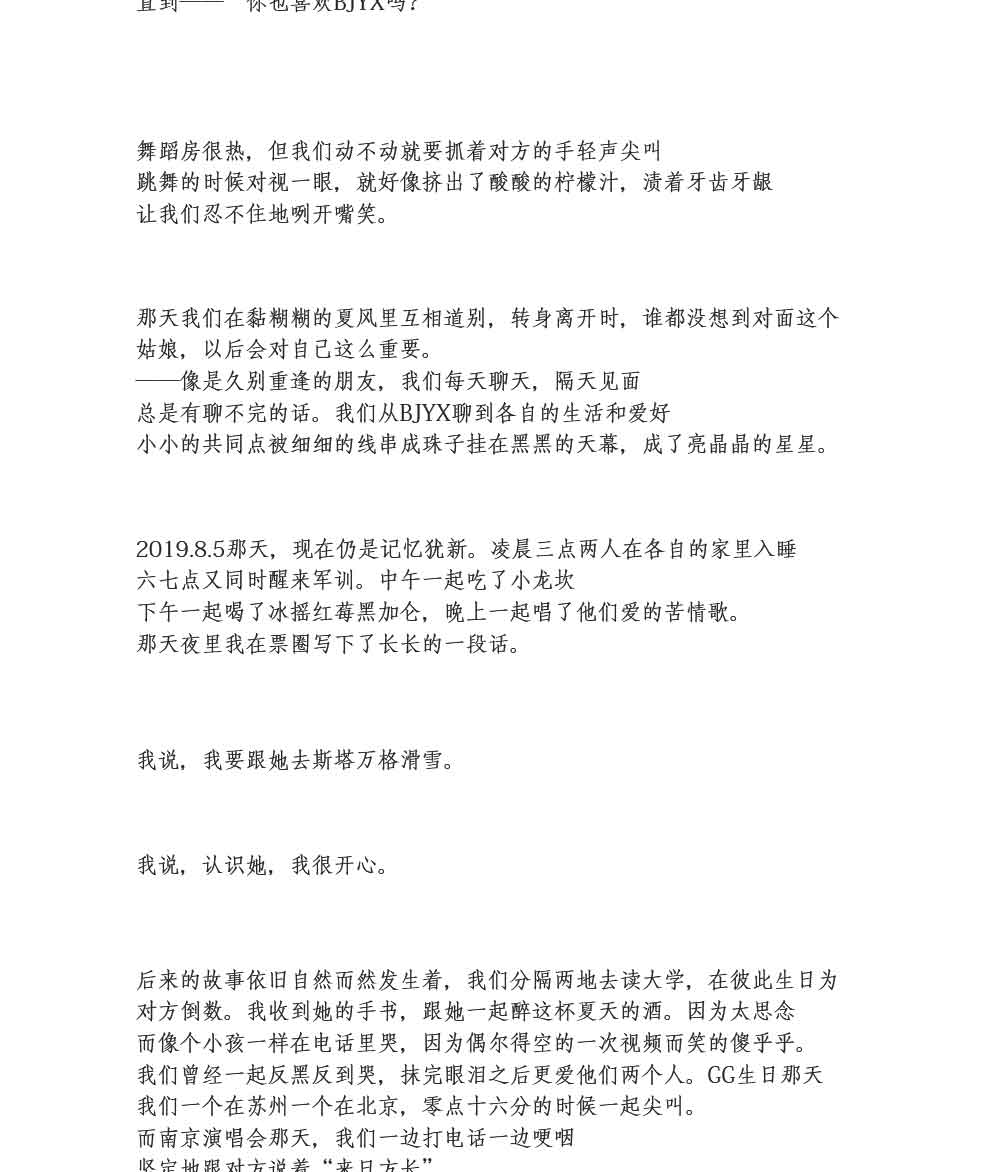 直到——“你也喜欢BJYX吗？
舞蹈房很热，但我们动不动就要抓着对方的手轻声尖叫
跳舞的时候对视一眼，就好像挤出了酸酸的柠檬汁，渍着牙齿牙龈
让我们忍不住地咧开嘴笑。
那天我们在黏糊糊的夏风里互相道别，转身离开时，谁都没想到对面这个
姑娘，以后会对自己这么重要。
——像是久别重逢的朋友，我们每天聊天，隔天见面
总是有聊不完的话。我们从BJYX聊到各自的生活和爱好
小小的共同点被细细的线串成珠子挂在黑黑的天幕，成了亮晶晶的星星。
2019.8.5那天，现在仍是记忆犹新。凌晨三点两人在各自的家里入睡
六七点又同时醒来军训。中午一起吃了小龙坎
下午一起喝了冰摇红莓黑加仑，晚上一起唱了他们爱的苦情歌。
那天夜里我在票圈写下了长长的一段话。
我说，我要跟她去斯塔万格滑雪。
我说，认识她，我很开心。
后来的故事依旧自然而然发生着，我们分隔两地去读大学，在彼此生日为
对方倒数。我收到她的手书，跟她一起醉这杯夏天的酒。因为太思念
而像个小孩一样在电话里哭，因为偶尔得空的一次视频而笑的傻乎乎。
我们曾经一起反黑反到哭，抹完眼泪之后更爱他们两个人。GG生日那天
我们一个在苏州一个在北京，零点十六分的时候一起尖叫。
而南京演唱会那天，我们一边打电话一边哽咽
坚定地跟对方说着“来日方长”